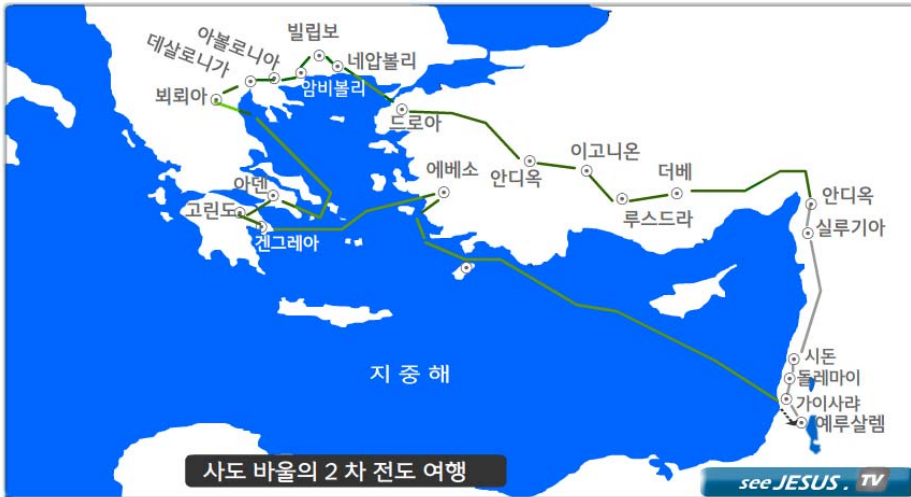 빌립보
아볼로니아
네압볼리
데살로니가
암비볼리
뵈뢰아
드로아
이고니온
에베소
안디옥
더베
아덴
안디옥
고린도
루스드라
실루기아
겐그레아
시돈
지중해
돌레마이
가이사랴
예루살렘
사도 바울의 2 차 전도 여행
see JESUS . TV